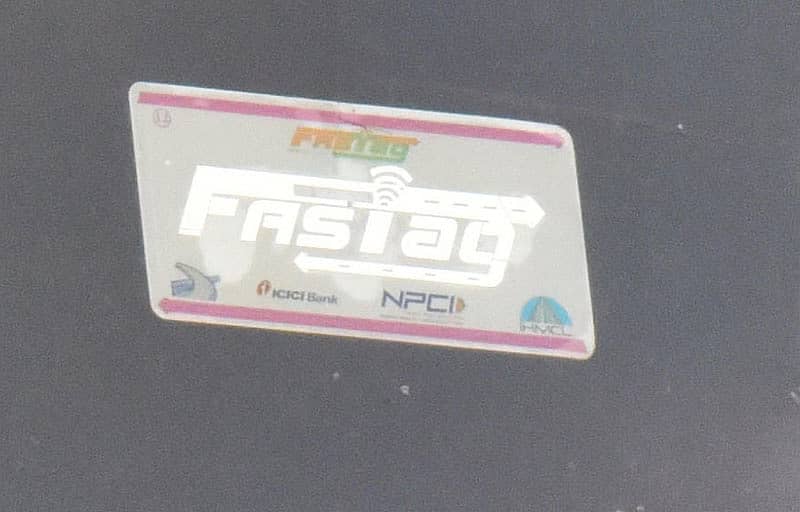 FASTag
FASTag
ICICI Bank NPCI
IHMCL